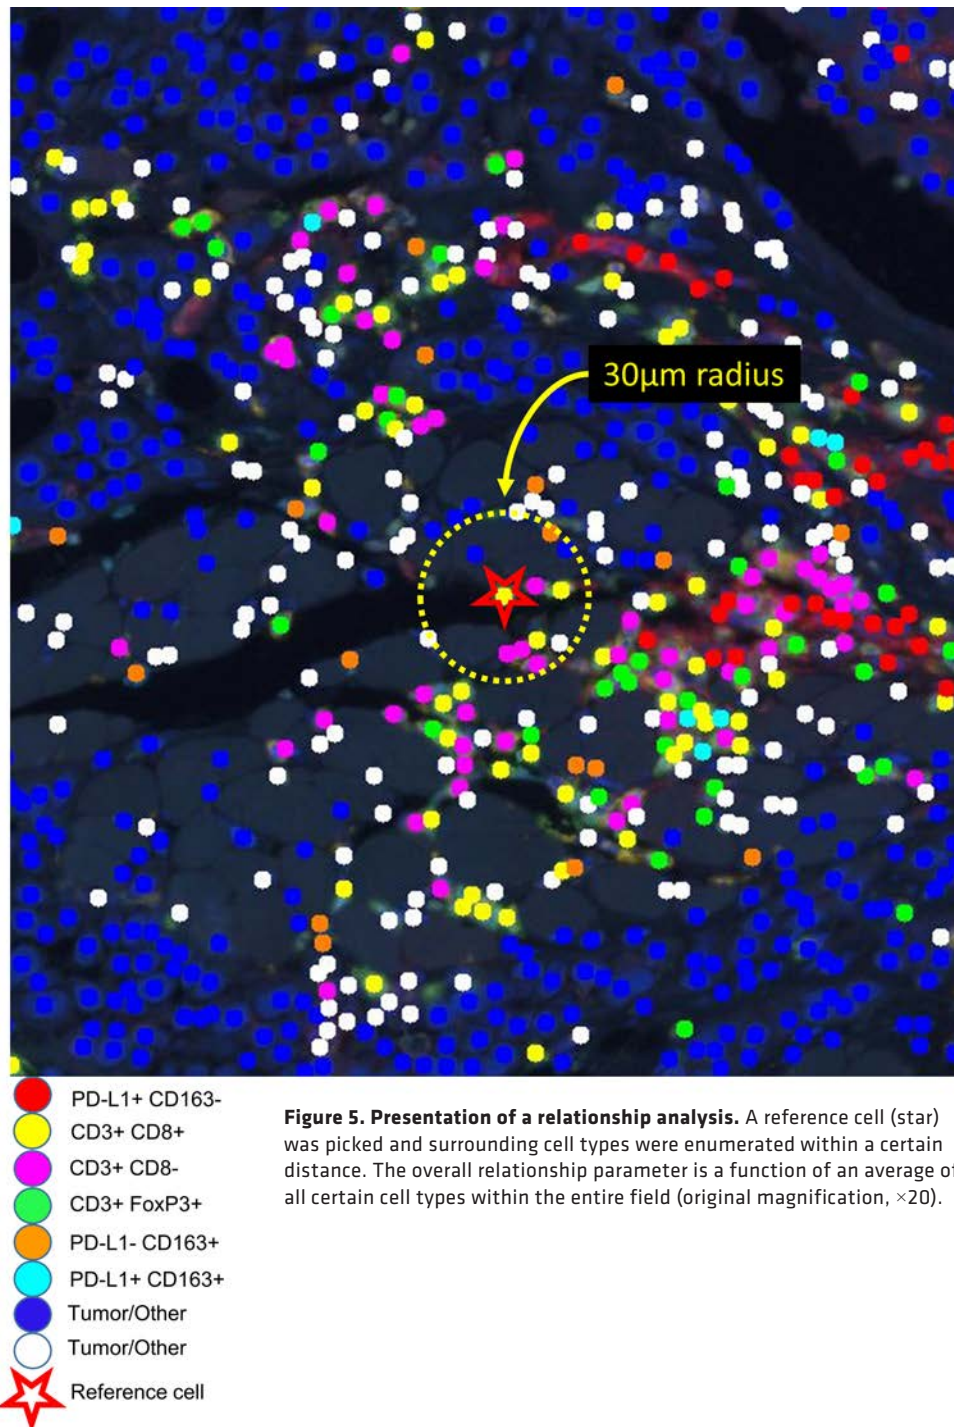 30µm radius
PD-L1+ CD163-
CD3+ CD8+
CD3+ CD8-
CD3+ FoxP3+
PD-L1- CD163+
PD-L1+ CD163+
Tumor/Other
Tumor/Other
Reference cell
Figure 5. Presentation of a relationship analysis. A reference cell (star)
was picked and surrounding cell types were enumerated within a certain
distance. The overall relationship parameter is a function of an average of
all certain cell types within the entire field (original magnification, ×20).